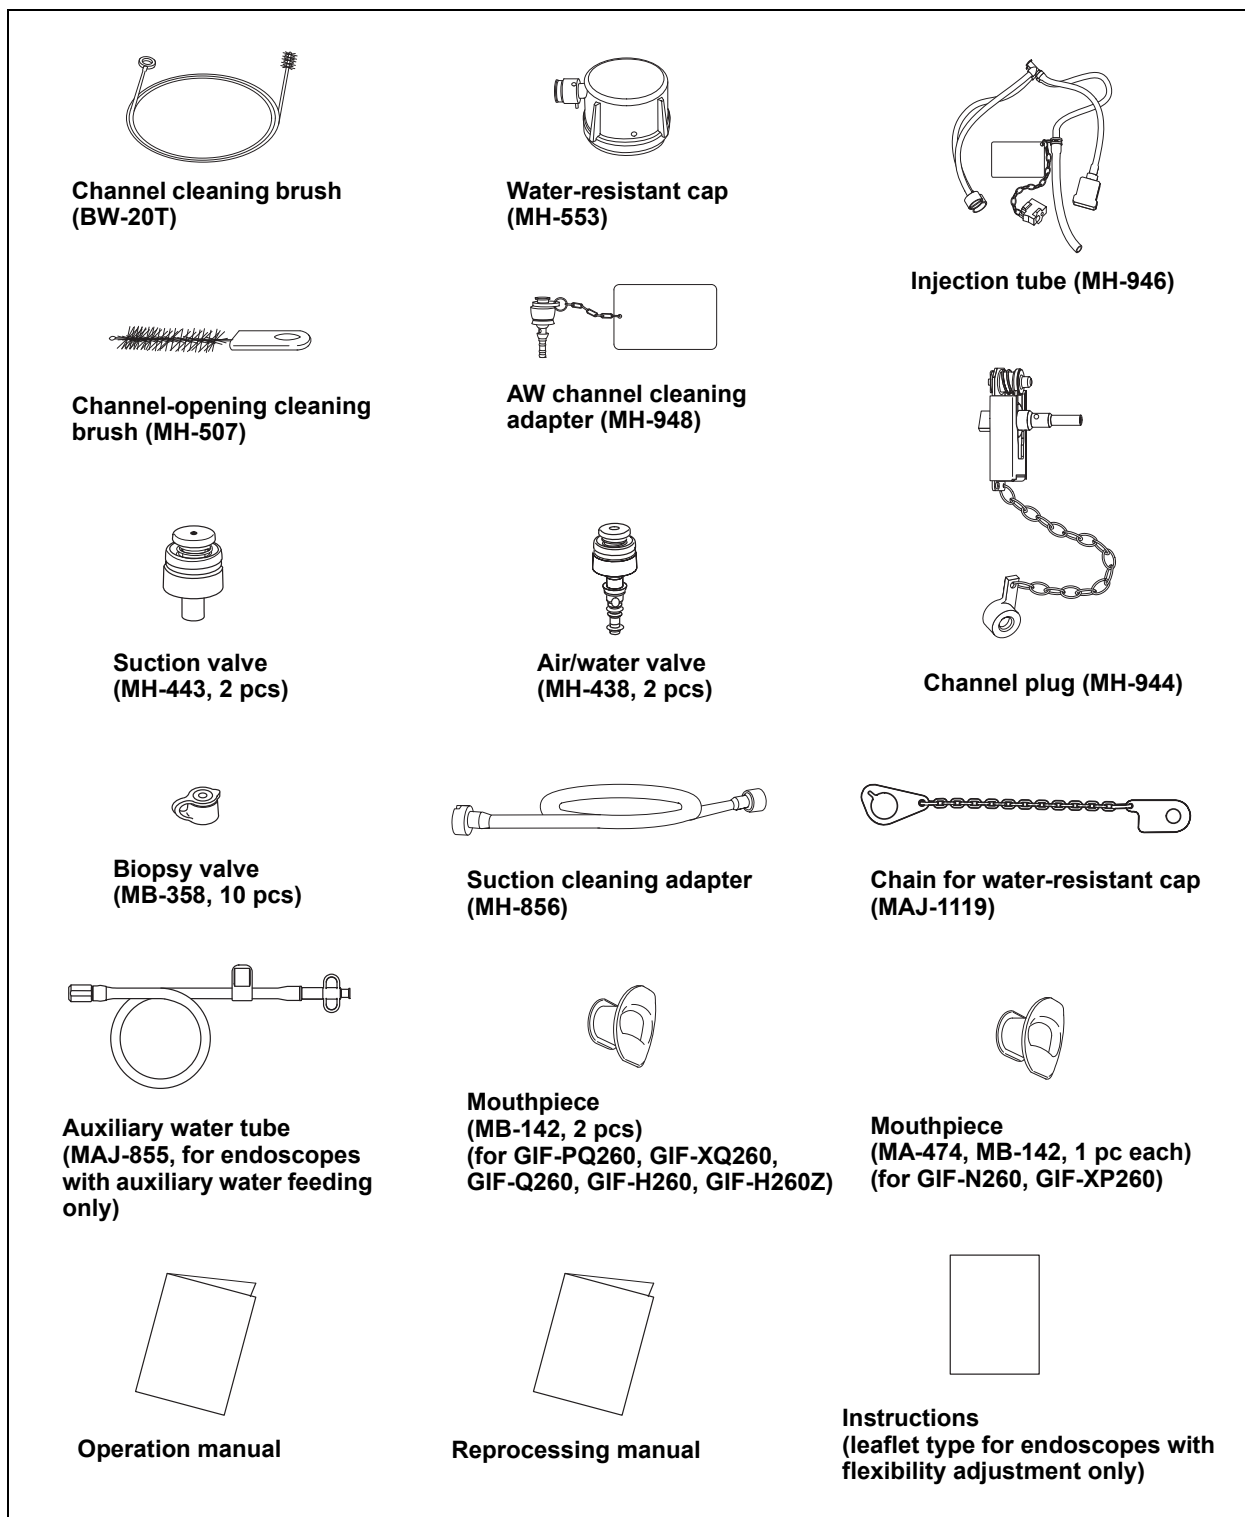 Channel cleaning brush
(BW-20T)
Water-resistant cap
(MH-553)
Injection tube (MH-946)
Channel-opening cleaning
brush (MH-507)
AW channel cleaning
adapter (MH-948)
Suction valve
(MH-443, 2 pcs)
Air/water valve
(MH-438, 2 pcs)
Channel plug (MH-944)
Biopsy valve
(MB-358, 10 pcs)
Suction cleaning adapter
(MH-856)
Chain for water-resistant cap
(MAJ-1119)
Auxiliary water tube
(MAJ-855, for endoscopes
with auxiliary water feeding
only)
Mouthpiece
(MB-142, 2 pcs)
(for GIF-PQ260, GIF-XQ260,
GIF-Q260, GIF-H260, GIF-H260Z)
Mouthpiece
(MA-474, MB-142, 1 pc each)
(for GIF-N260, GIF-XP260)
Operation manual
Reprocessing manual
Instructions
(leaflet type for endoscopes with
flexibility adjustment only)